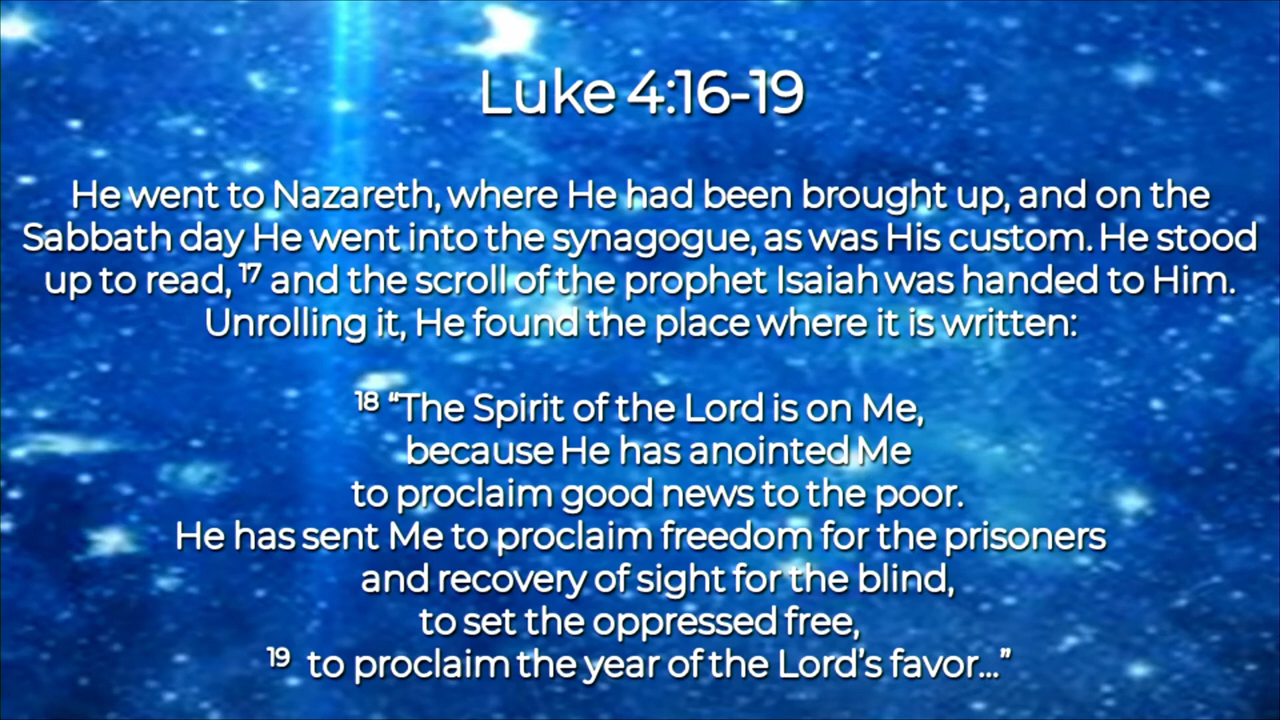 Luke 4:16-19
He went to Nazareth, where He had been brought up, and on the
Sabbath day He went into the synagogue, as was His custom. He stood
up to read, 17 and the scroll of the prophet Isaiah was handed to Him.
Unrolling it, He found the place where it is written:
18 “The Spirit of the Lord is on Me,
because He has anointed Me
to proclaim good news to the poor.
He has sent Me to proclaim freedom for the prisoners
and recovery of sight for the blind,
to set the oppressed free,
19 to proclaim the year of the Lord’s favor...”